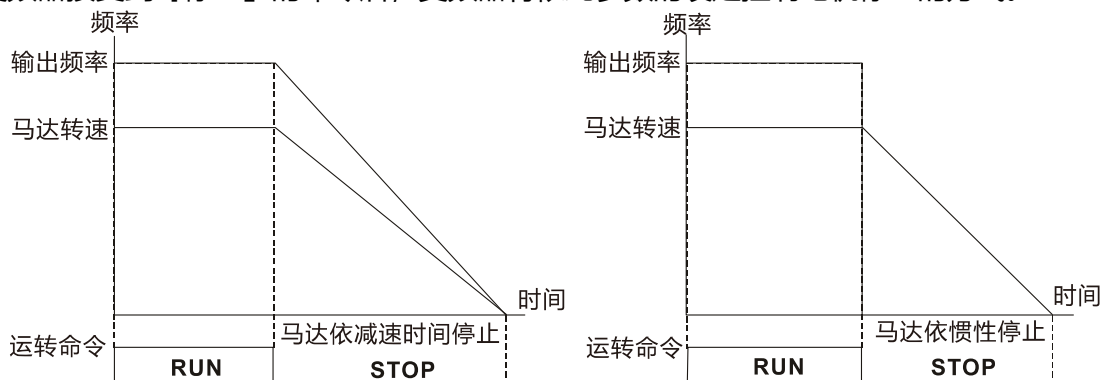 频率
输出频率
马达转速
时间
马达依减速时间停止
运转命令
RUN
STOP
频率
输出频率
马达转速
时间
马达依惯性停止
运转命令
RUN
STOP